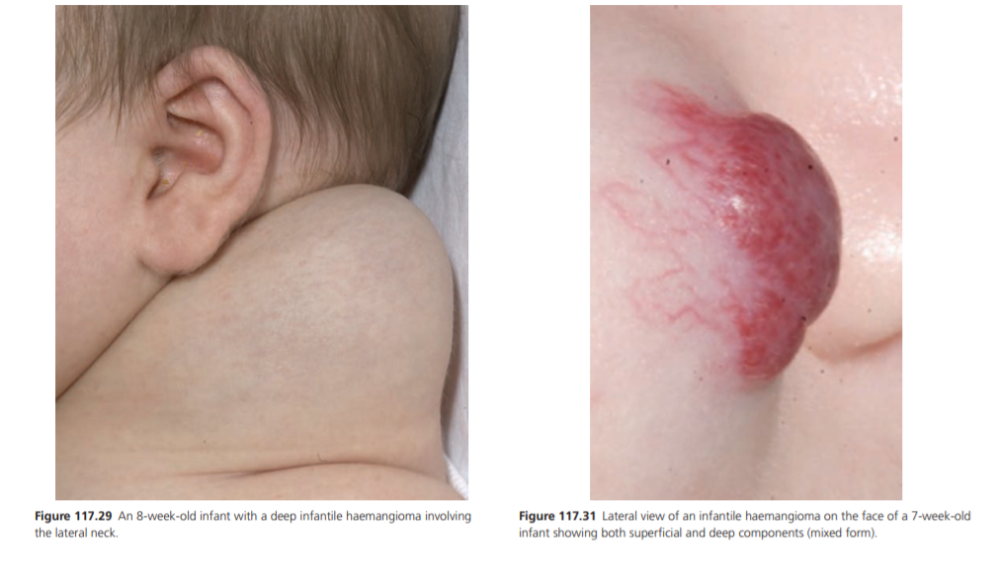 Figure 117.29 An 8-week-old infant with a deep infantile haemangioma involving
the lateral neck.
Figure 117.31 Lateral view of an infantile haemangioma on the face of a 7-week-old
infant showing both superficial and deep components (mixed form).